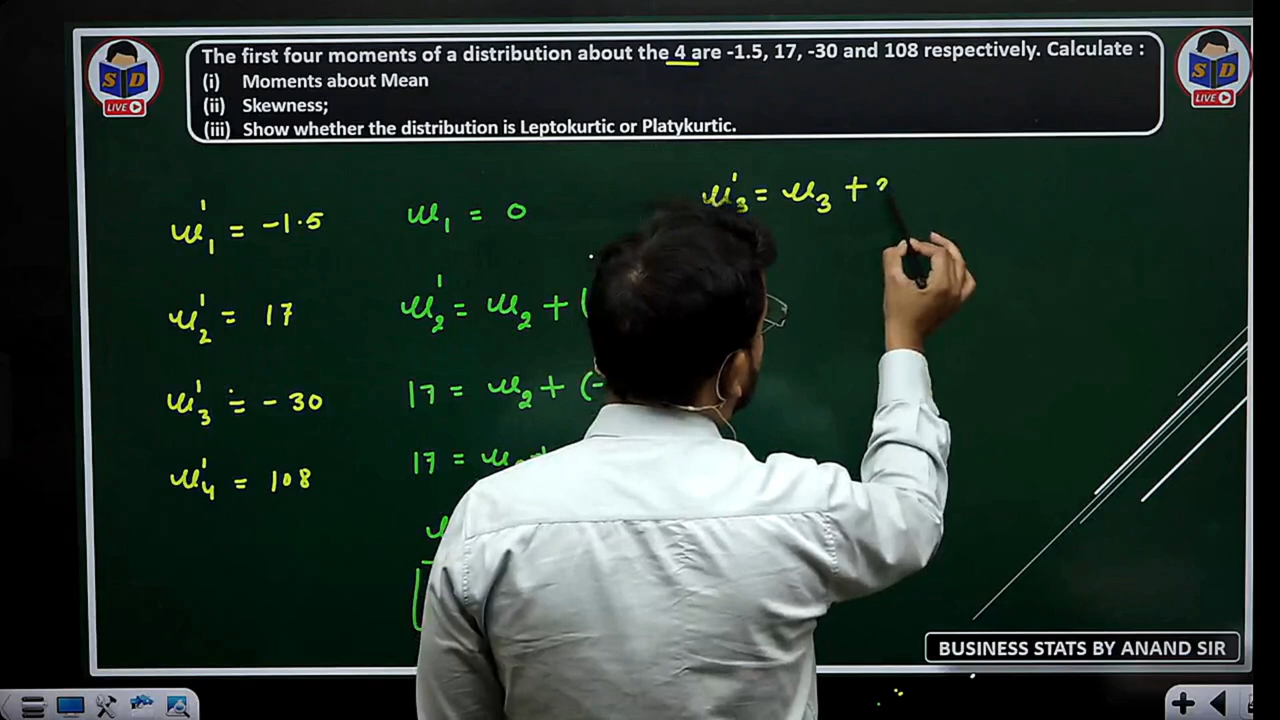 The first four moments of a distribution about the 4 are -1.5, 17, -30 and 108 respectively. Calculate :
(i) Moments about Mean
(ii) Skewness;
(iii) Show whether the distribution is Leptokurtic or Platykurtic.
S D
LIVE
S D
LIVE
μ'₁ = -1.5
μ'₂ = 17
μ'₃ = - 30
μ'₄ = 108
μ₁ = 0
μ'₂ = μ₂ + (
17 = μ₂ + (-
17 =
μ'₃ = μ₃ +
BUSINESS STATS BY ANAND SIR